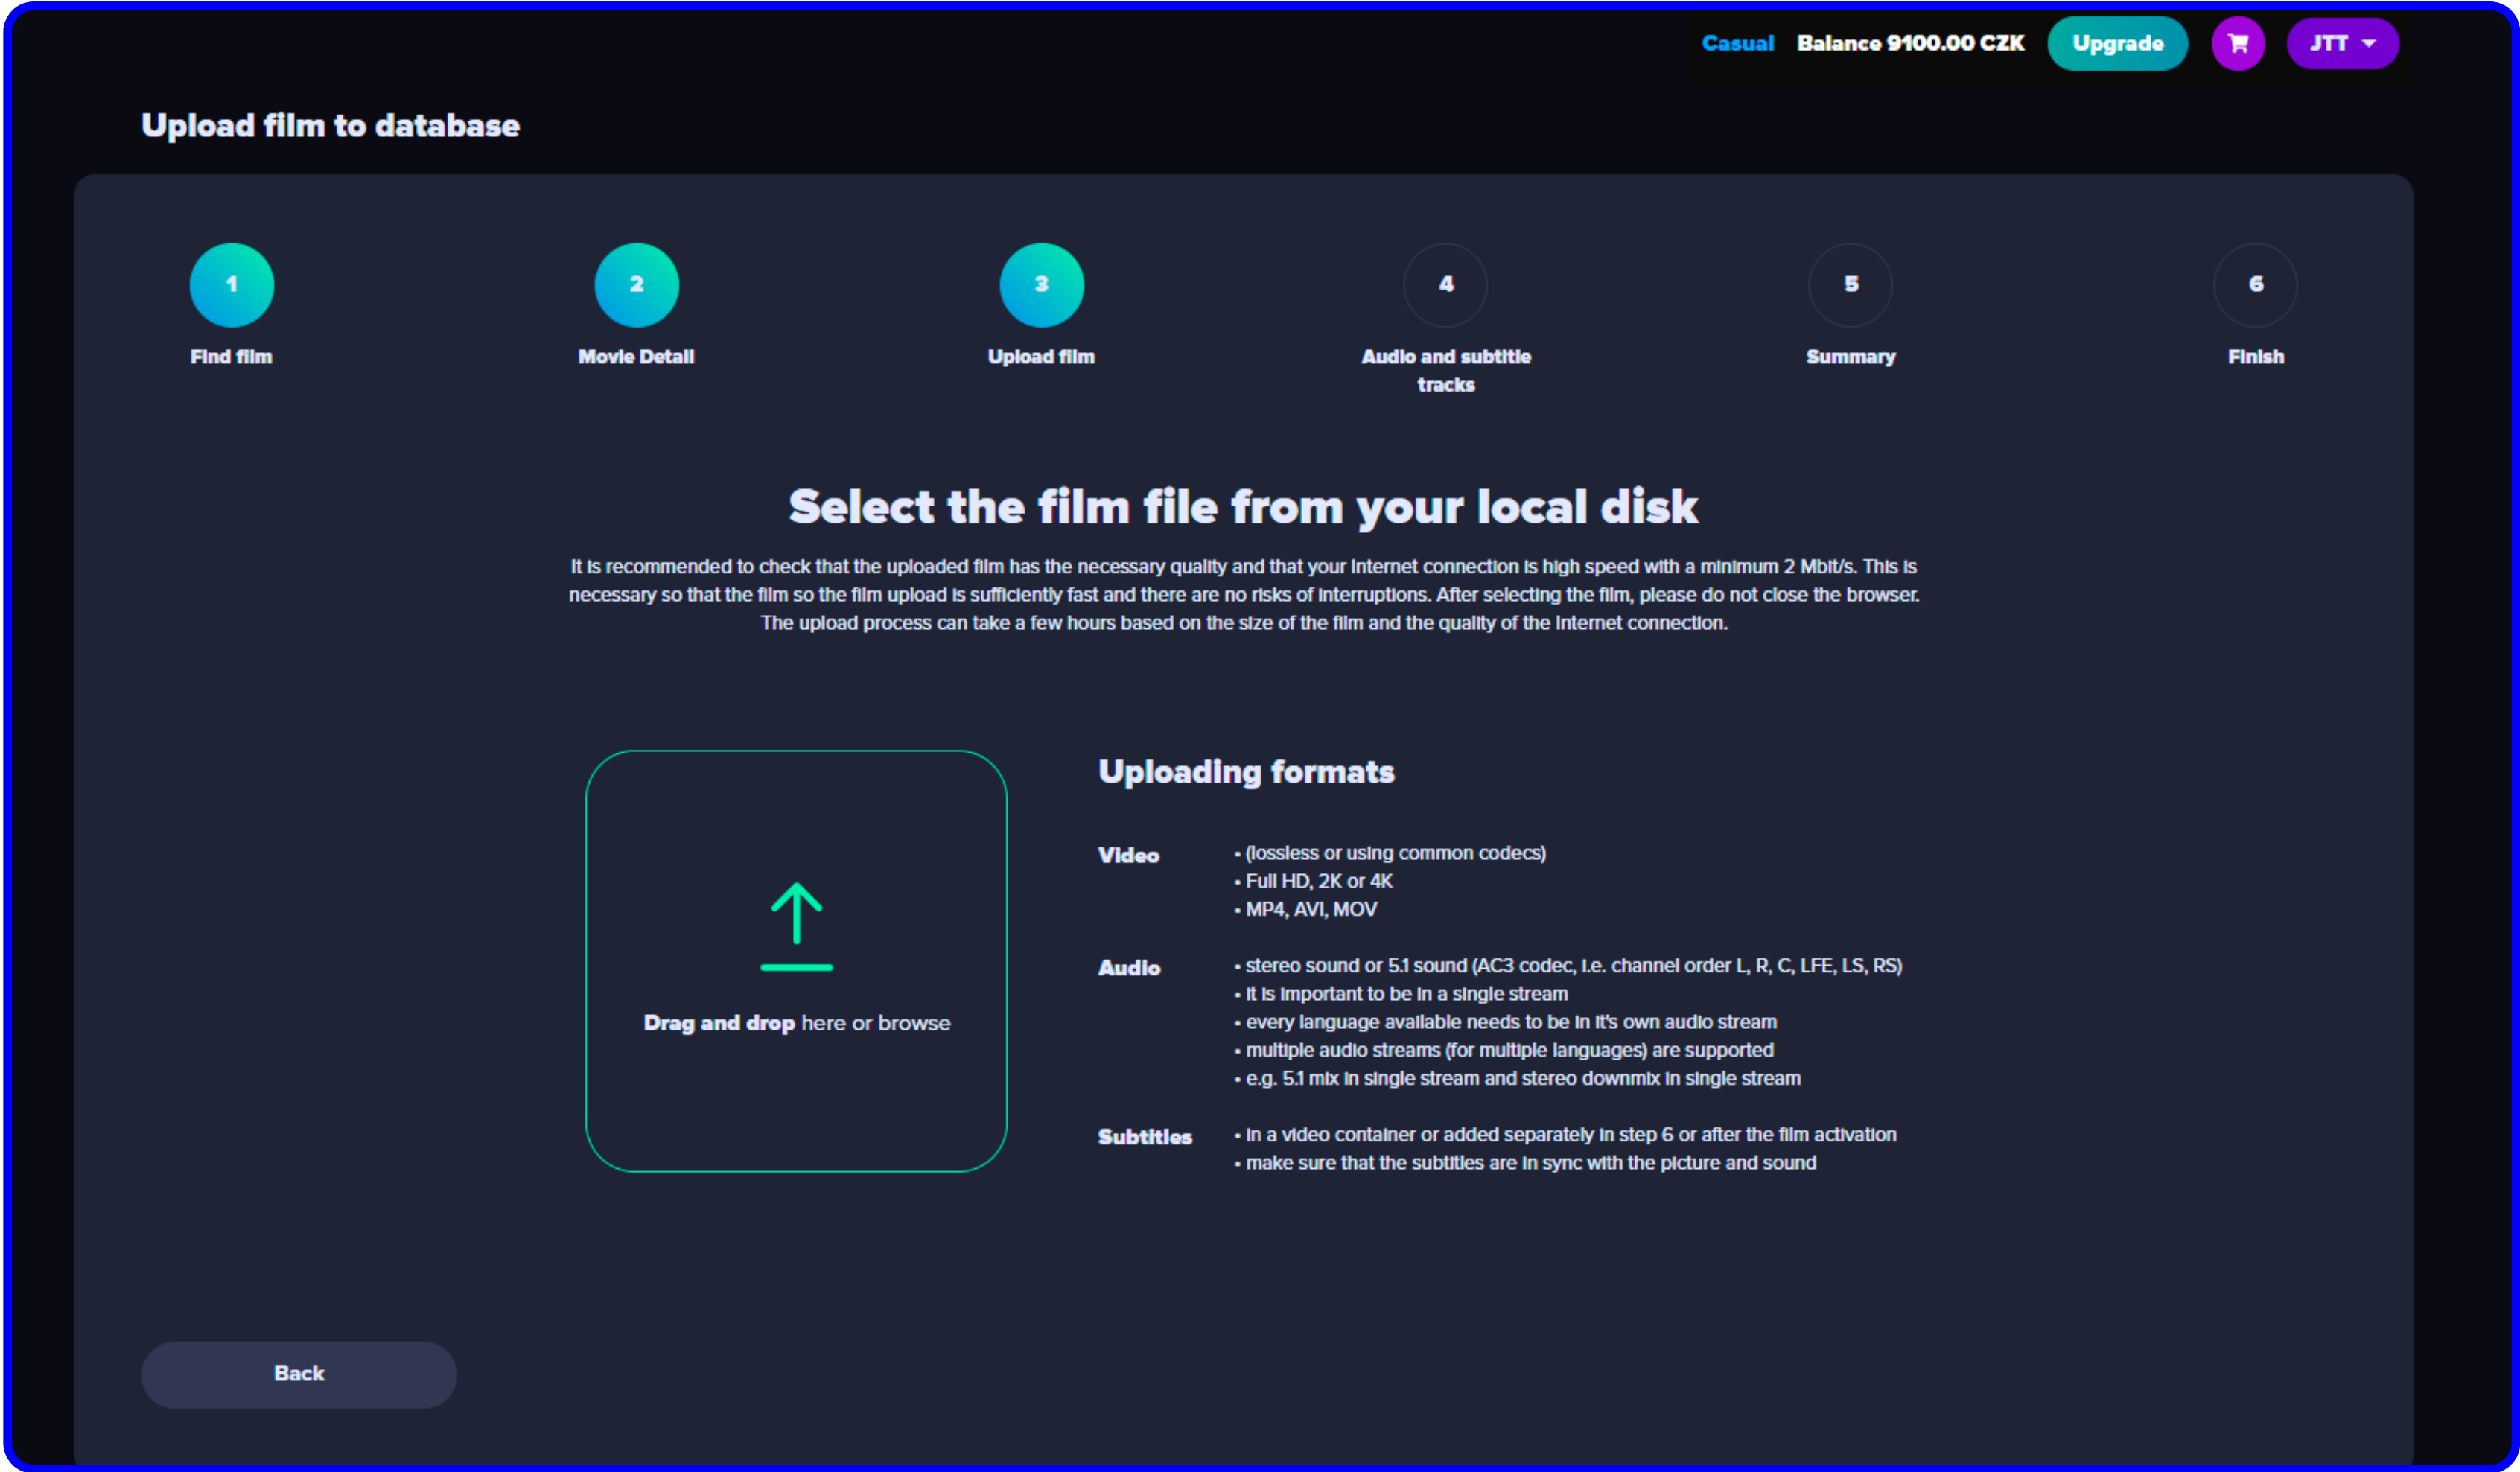 Casual Balance 9100.00 CZK Upgrade JTT
Upload film to database
1 2 3 4 5 6
Find film Movie Detail Upload film Audio and subtitle Summary Finish
tracks
Select the film file from your local disk
It is recommended to check that the uploaded film has the necessary quality and that your Internet connection is high speed with a minimum 2 Mbit/s. This is
necessary so that the film so the film upload is sufficiently fast and there are no risks of interruptions. After selecting the film, please do not close the browser.
The upload process can take a few hours based on the size of the film and the quality of the Internet connection.
Drag and drop here or browse
Uploading formats
Video
• (lossless or using common codecs)
• Full HD, 2K or 4K
• MP4, AVI, MOV
Audio
• stereo sound or 5.1 sound (AC3 codec, i.e. channel order L, R, C, LFE, LS, RS)
• It is important to be in a single stream
• every language available needs to be in it's own audio stream
• multiple audio streams (for multiple languages) are supported
• e.g. 5.1 mix in single stream and stereo downmix in single stream
Subtitles
• In a video container or added separately in step 6 or after the film activation
• make sure that the subtitles are in sync with the picture and sound
Back